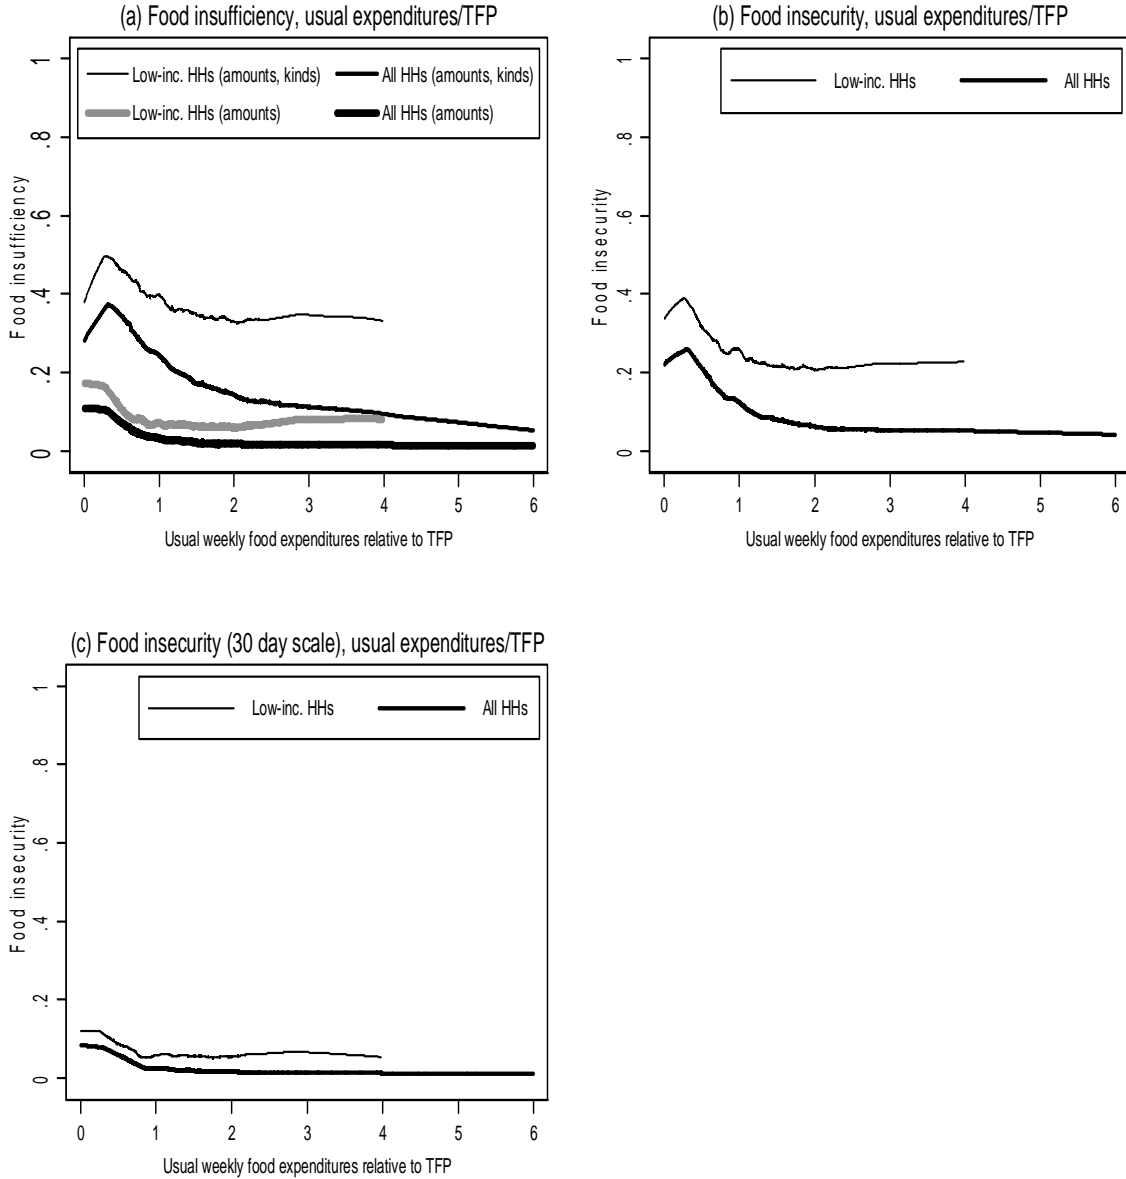 (a) Food insufficiency, usual expenditures/TFP
Low-inc. HHs (amounts, kinds) All HHs (amounts, kinds)
Low-inc. HHs (amounts) All HHs (amounts)
Food insufficiency
1
.8
.6
.4
.2
0
0 1 2 3 4 5 6
Usual weekly food expenditures relative to TFP
(b) Food insecurity, usual expenditures/TFP
Low-inc. HHs All HHs
Food insecurity
1
.8
.6
.4
.2
0
0 1 2 3 4 5 6
Usual weekly food expenditures relative to TFP
(c) Food insecurity (30 day scale), usual expenditures/TFP
Low-inc. HHs All HHs
Food insecurity
1
.8
.6
.4
.2
0
0 1 2 3 4 5 6
Usual weekly food expenditures relative to TFP